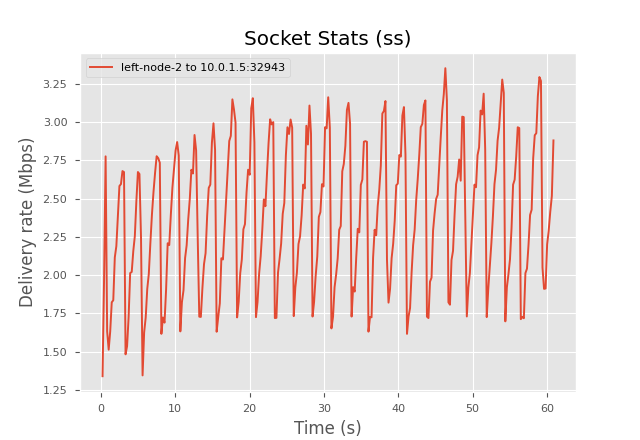 Socket Stats (ss)
left-node-2 to 10.0.1.5:32943
Delivery rate (Mbps)
3.25
3.00
2.75
2.50
2.25
2.00
1.75
1.50
1.25
0 10 20 30 40 50 60
Time (s)